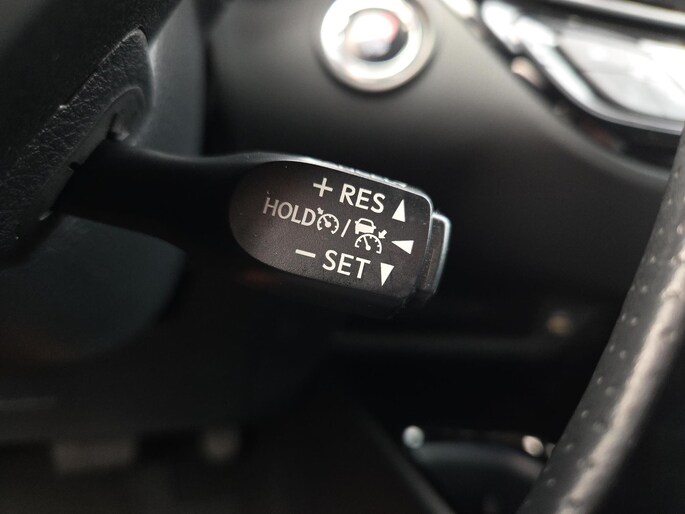 + RES ▲
HOLD / ◀
− SET ▼